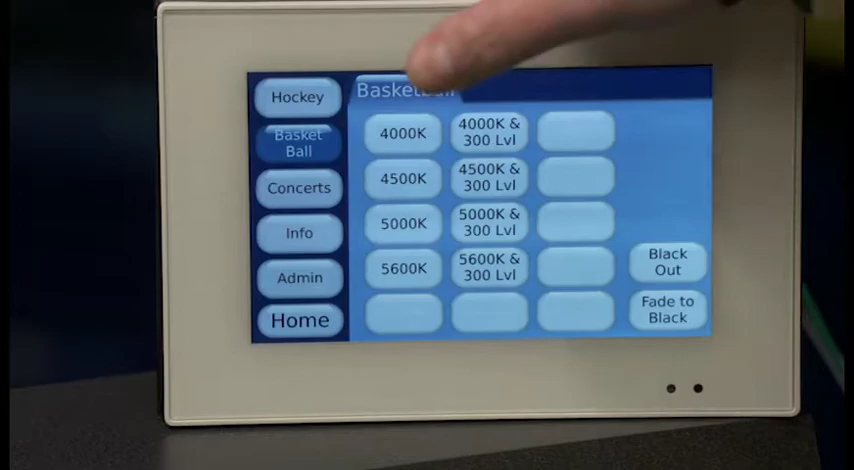 Hockey
Basket
Ball
Concerts
Info
Admin
Home
Basketball
4000K
4000K &
300 Lvl
4500K
4500K &
300 Lvl
5000K
5000K &
300 Lvl
5600K
5600K &
300 Lvl
Black
Out
Fade to
Black